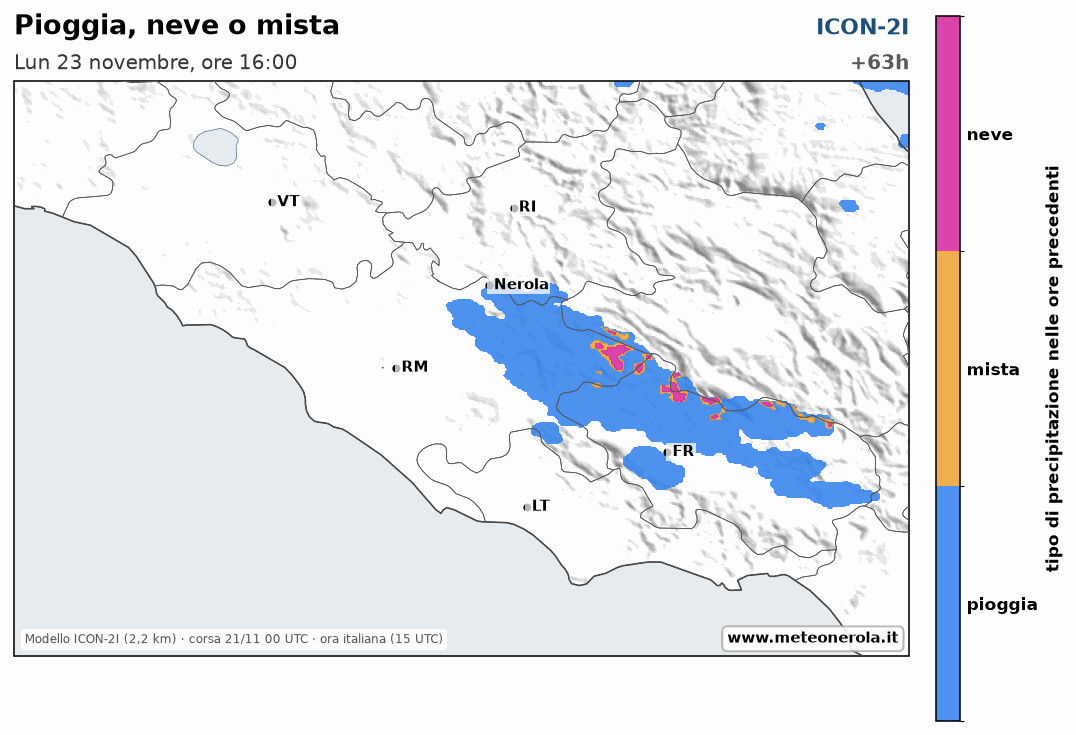 Pioggia, neve o mista
ICON-2I
Lun 23 novembre, ore 16:00
+63h
neve
mista
pioggia
tipo di precipitazione nelle ore precedenti
VT
RI
Nerola
RM
FR
LT
Modello ICON-2I (2,2 km) · corsa 21/11 00 UTC · ora italiana (15 UTC)
www.meteonerola.it